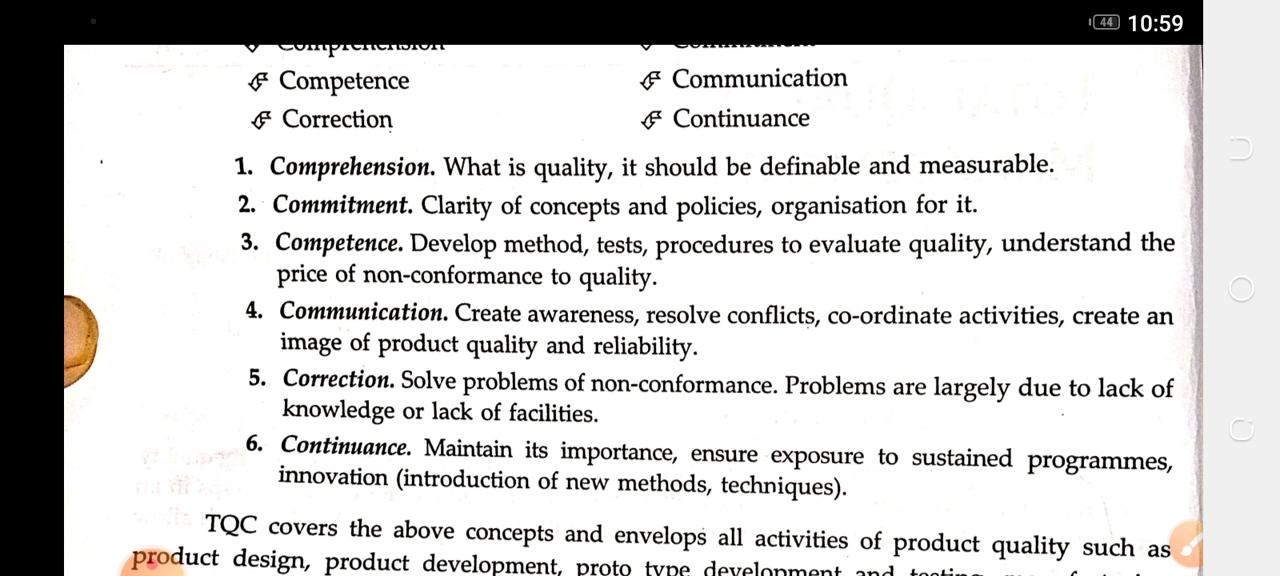 44 10:59
Comprehension
Competence Communication
Correction Continuance
1. Comprehension. What is quality, it should be definable and measurable.
2. Commitment. Clarity of concepts and policies, organisation for it.
3. Competence. Develop method, tests, procedures to evaluate quality, understand the
price of non-conformance to quality.
4. Communication. Create awareness, resolve conflicts, co-ordinate activities, create an
image of product quality and reliability.
5. Correction. Solve problems of non-conformance. Problems are largely due to lack of
knowledge or lack of facilities.
6. Continuance. Maintain its importance, ensure exposure to sustained programmes,
innovation (introduction of new methods, techniques).
TQC covers the above concepts and envelops all activities of product quality such as
product design, product development, proto type development and testing